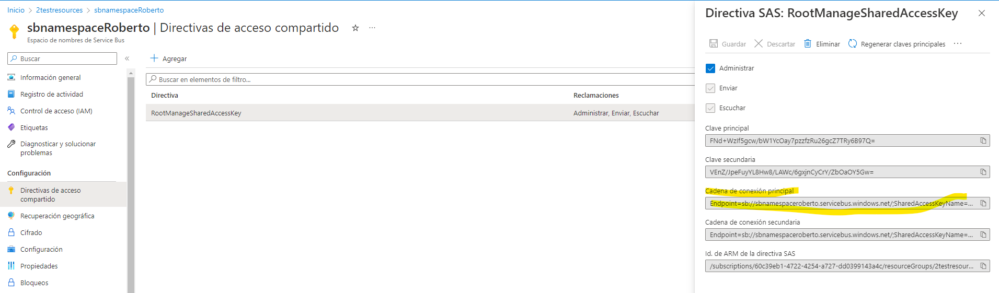 Inicio > 2testresources > sbnamespaceRoberto
sbnamespaceRoberto | Directivas de acceso compartido
Espacio de nombres de Service Bus
Buscar
Información general
Registro de actividad
Control de acceso (IAM)
Etiquetas
Diagnosticar y solucionar
problemas
Configuración
Directivas de acceso
compartido
Recuperación geográfica
Cifrado
Configuración
Propiedades
Bloqueos
Agregar
Buscar en elementos de filtro...
Directiva Reclamaciones
RootManageSharedAccessKey Administrar, Enviar, Escuchar
Directiva SAS: RootManageSharedAccessKey
Guardar Descartar Eliminar Regenerar claves principales ...
Administrar
Enviar
Escuchar
Clave principal
FNd+WzIf5gcw/bW1YcOay7pzzfzRu26gcZ7TRy6B97Q=
Clave secundaria
VEnZ/JpeFuyYL8Hw8/LAWc/6gxjnCyCrY/ZbOaOY5Gw=
Cadena de conexión principal
Endpoint=sb://sbnamespaceroberto.servicebus.windows.net/;SharedAccessKeyName=...
Cadena de conexión secundaria
Endpoint=sb://sbnamespaceroberto.servicebus.windows.net/;SharedAccessKeyName=...
Id. de ARM de la directiva SAS
/subscriptions/60c39eb1-4722-4254-a727-dd0399143a4c/resourceGroups/2testresour...